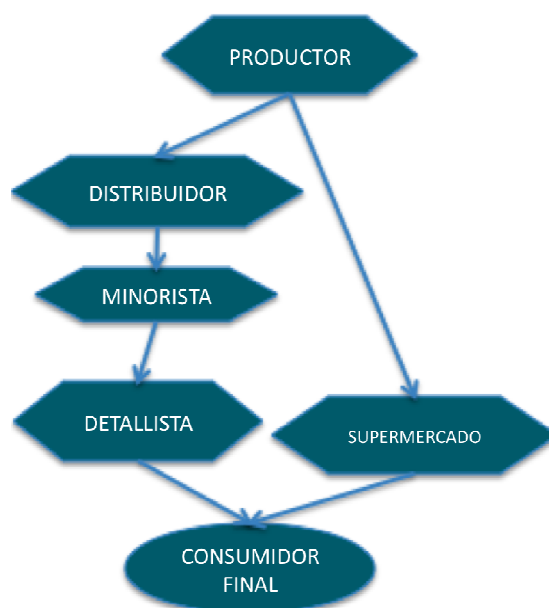 PRODUCTOR
DISTRIBUIDOR
MINORISTA
DETALLISTA
SUPERMERCADO
CONSUMIDOR
FINAL